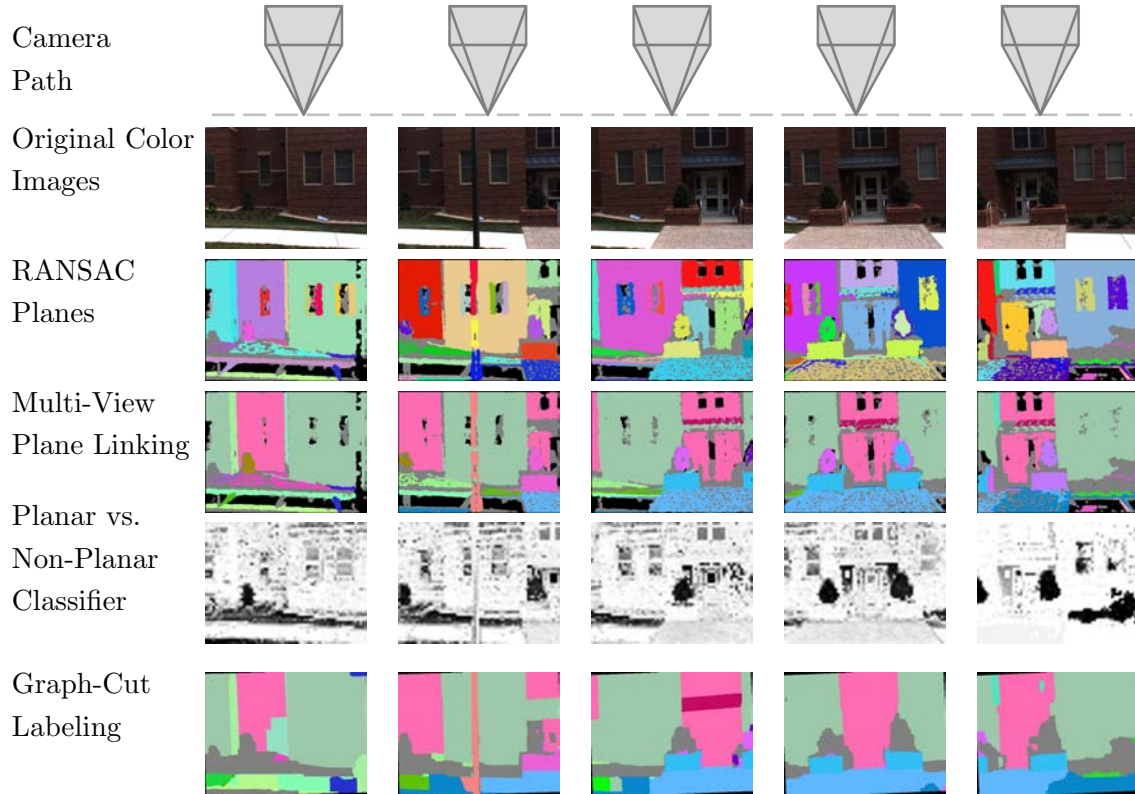 Camera
Path
Original Color
Images
RANSAC
Planes
Multi-View
Plane Linking
Planar vs.
Non-Planar
Classifier
Graph-Cut
Labeling